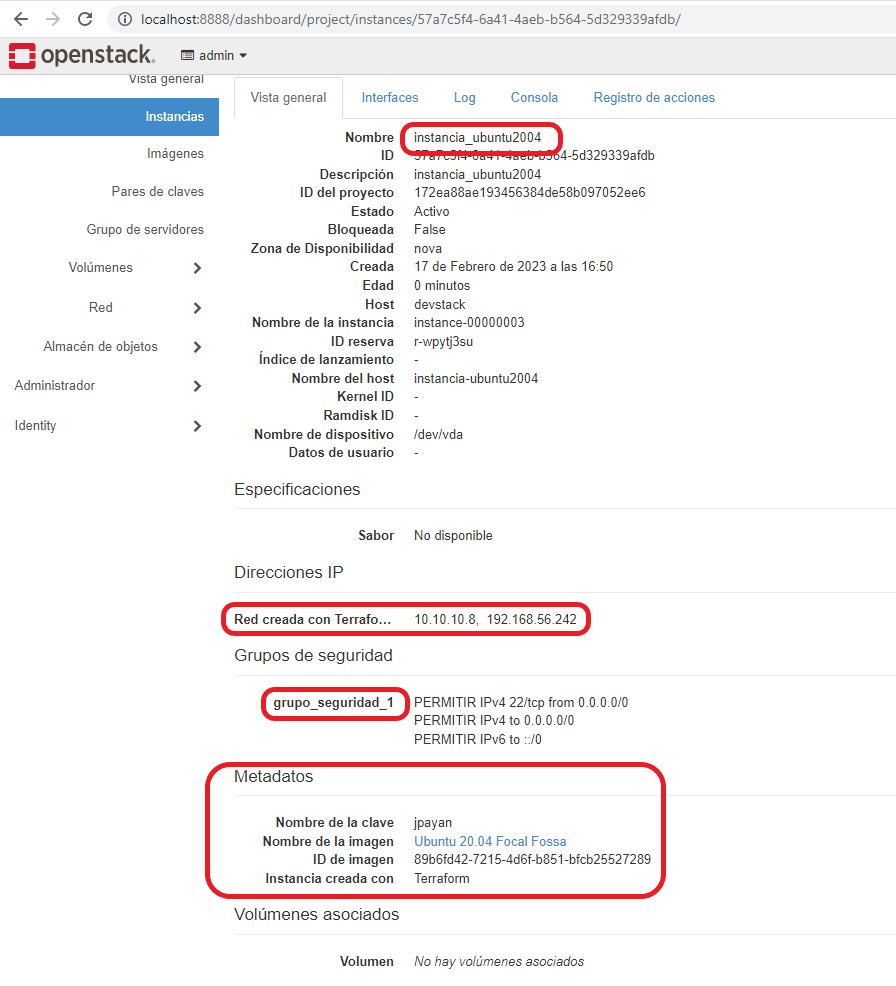 localhost:8888/dashboard/project/instances/57a7c5f4-6a41-4aeb-b564-5d329339afdb/
openstack. admin
Vista general
Instancias
Imágenes
Pares de claves
Grupo de servidores
Volúmenes
Red
Almacén de objetos
Administrador
Identity
Vista general Interfaces Log Consola Registro de acciones
Nombre instancia_ubuntu2004
ID 57a7c5f4-6a41-4aeb-b564-5d329339afdb
Descripción instancia_ubuntu2004
ID del proyecto 172ea88ae193456384de58b097052ee6
Estado Activo
Bloqueada False
Zona de Disponibilidad nova
Creada 17 de Febrero de 2023 a las 16:50
Edad 0 minutos
Host devstack
Nombre de la instancia instance-00000003
ID reserva r-wpytj3su
Índice de lanzamiento -
Nombre del host instancia-ubuntu2004
Kernel ID -
Ramdisk ID -
Nombre de dispositivo /dev/vda
Datos de usuario -
Especificaciones
Sabor No disponible
Direcciones IP
Red creada con Terrafo... 10.10.10.8, 192.168.56.242
Grupos de seguridad
grupo_seguridad_1 PERMITIR IPv4 22/tcp from 0.0.0.0/0
PERMITIR IPv4 to 0.0.0.0/0
PERMITIR IPv6 to ::/0
Metadatos
Nombre de la clave jpayan
Nombre de la imagen Ubuntu 20.04 Focal Fossa
ID de imagen 89b6fd42-7215-4d6f-b851-bfcb25527289
Instancia creada con Terraform
Volúmenes asociados
Volumen No hay volúmenes asociados